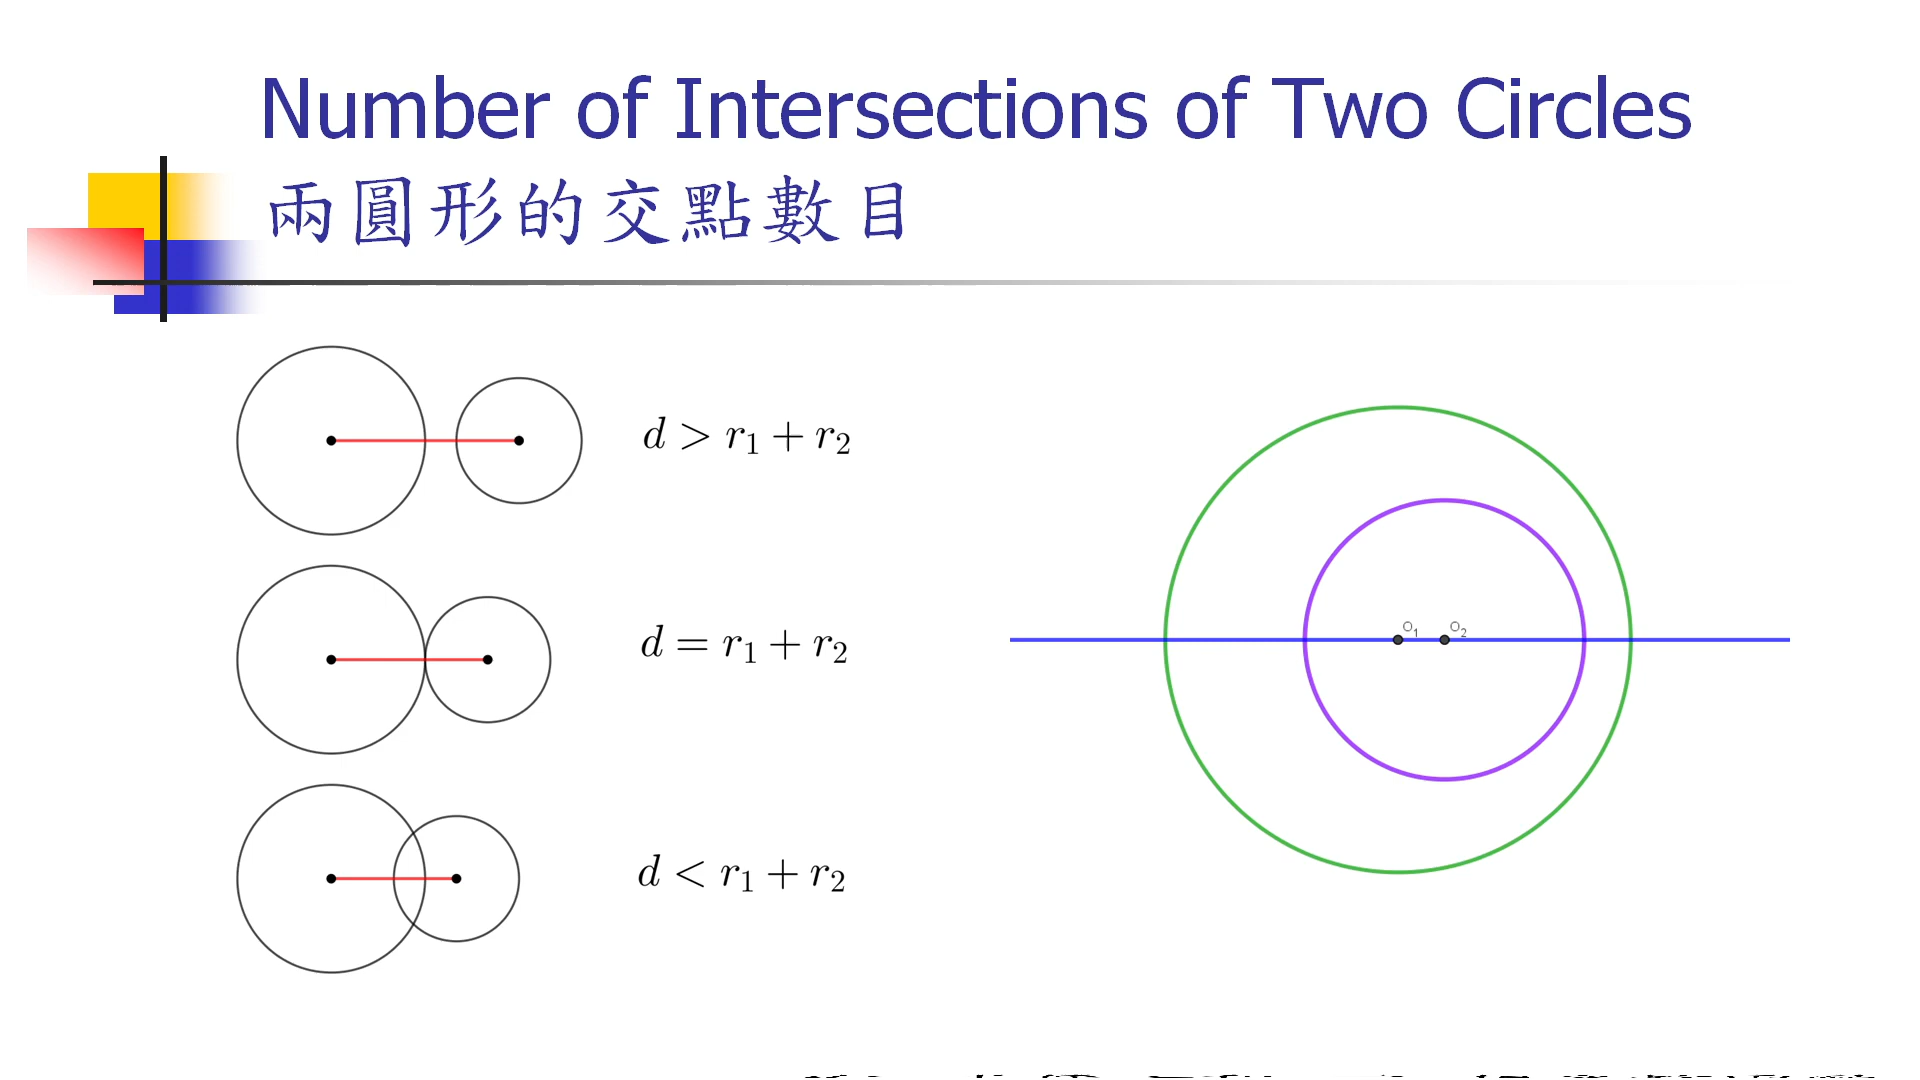 Number of Intersections of Two Circles
兩圓形的交點數目
d > r₁ + r₂
d = r₁ + r₂
d < r₁ + r₂
O₁ O₂